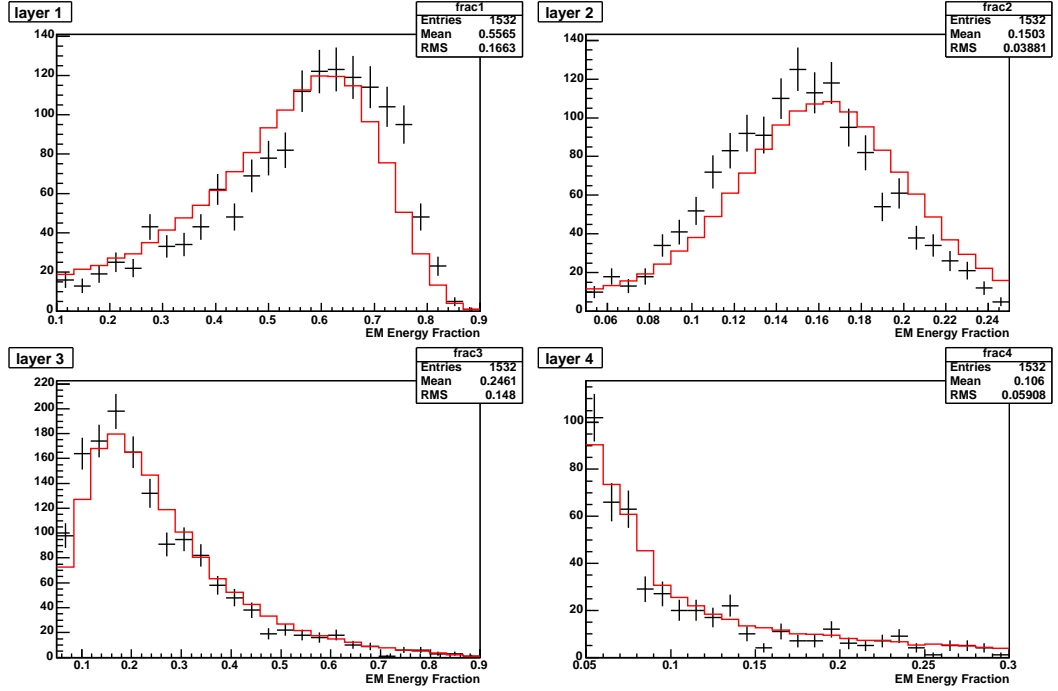 layer 1
frac1
Entries 1532
Mean 0.5565
RMS 0.1663
140
120
100
80
60
40
20
0
0.1 0.2 0.3 0.4 0.5 0.6 0.7 0.8 0.9
EM Energy Fraction
layer 2
frac2
Entries 1532
Mean 0.1503
RMS 0.03881
140
120
100
80
60
40
20
0
0.06 0.08 0.1 0.12 0.14 0.16 0.18 0.2 0.22 0.24
EM Energy Fraction
layer 3
frac3
Entries 1532
Mean 0.2461
RMS 0.148
220
200
180
160
140
120
100
80
60
40
20
0
0.1 0.2 0.3 0.4 0.5 0.6 0.7 0.8 0.9
EM Energy Fraction
layer 4
frac4
Entries 1532
Mean 0.106
RMS 0.05908
100
80
60
40
20
0
0.05 0.1 0.15 0.2 0.25 0.3
EM Energy Fraction